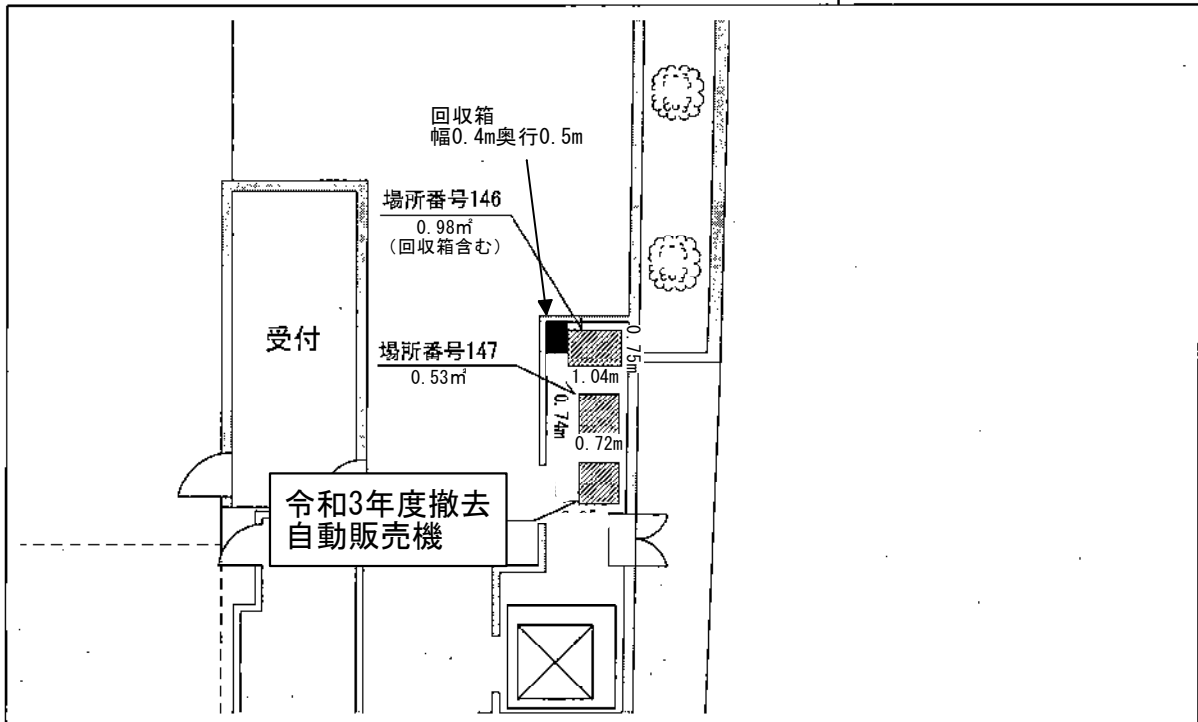 回収箱
幅0.4m奥行0.5m
場所番号146
0.98㎡
（回収箱含む）
受付
0.75m
場所番号147
0.53㎡
1.04m
0.74m
0.72m
令和3年度撤去
自動販売機